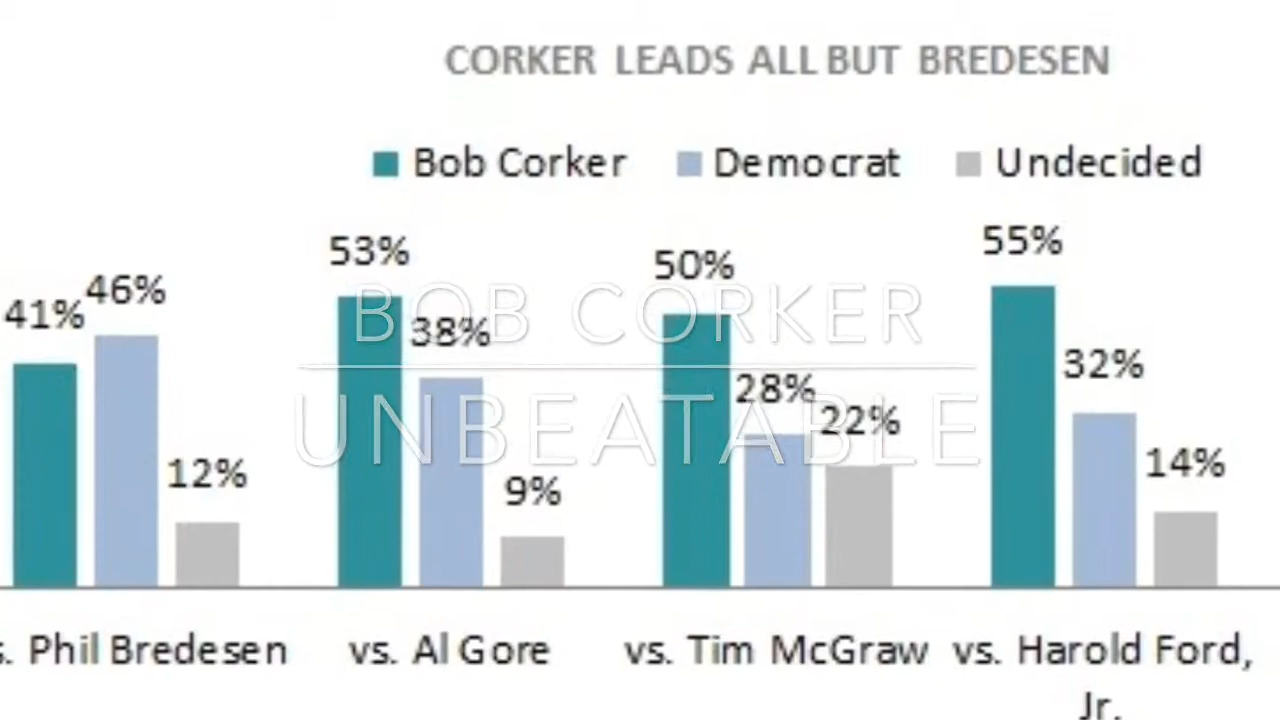 CORKER LEADS ALL BUT BREDESEN
Bob Corker Democrat Undecided
41% 46% 12% 53% 38% 9% 50% 28% 22% 55% 32% 14%
BOB CORKER
UNBEATABLE
s. Phil Bredesen vs. Al Gore vs. Tim McGraw vs. Harold Ford,
Jr.